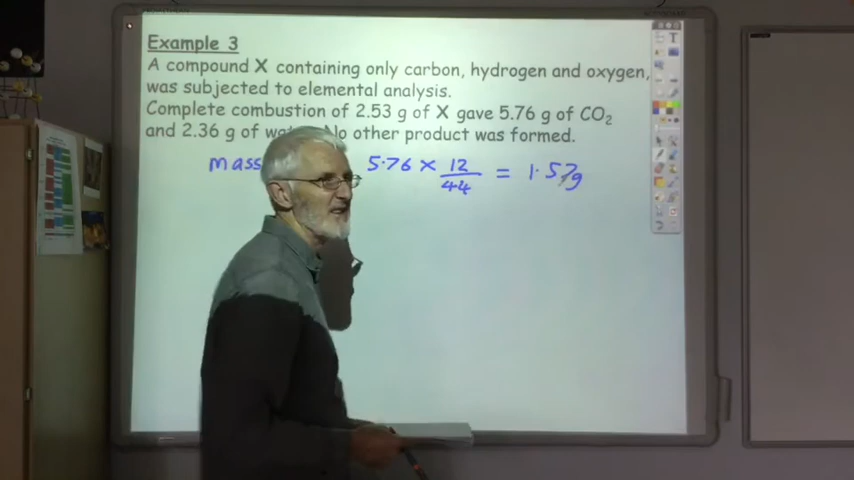 Example 3
A compound X containing only carbon, hydrogen and oxygen,
was subjected to elemental analysis.
Complete combustion of 2.53 g of X gave 5.76 g of CO₂
and 2.36 g of No other product was formed.
mass 5.76 × 12/44 = 1.57g